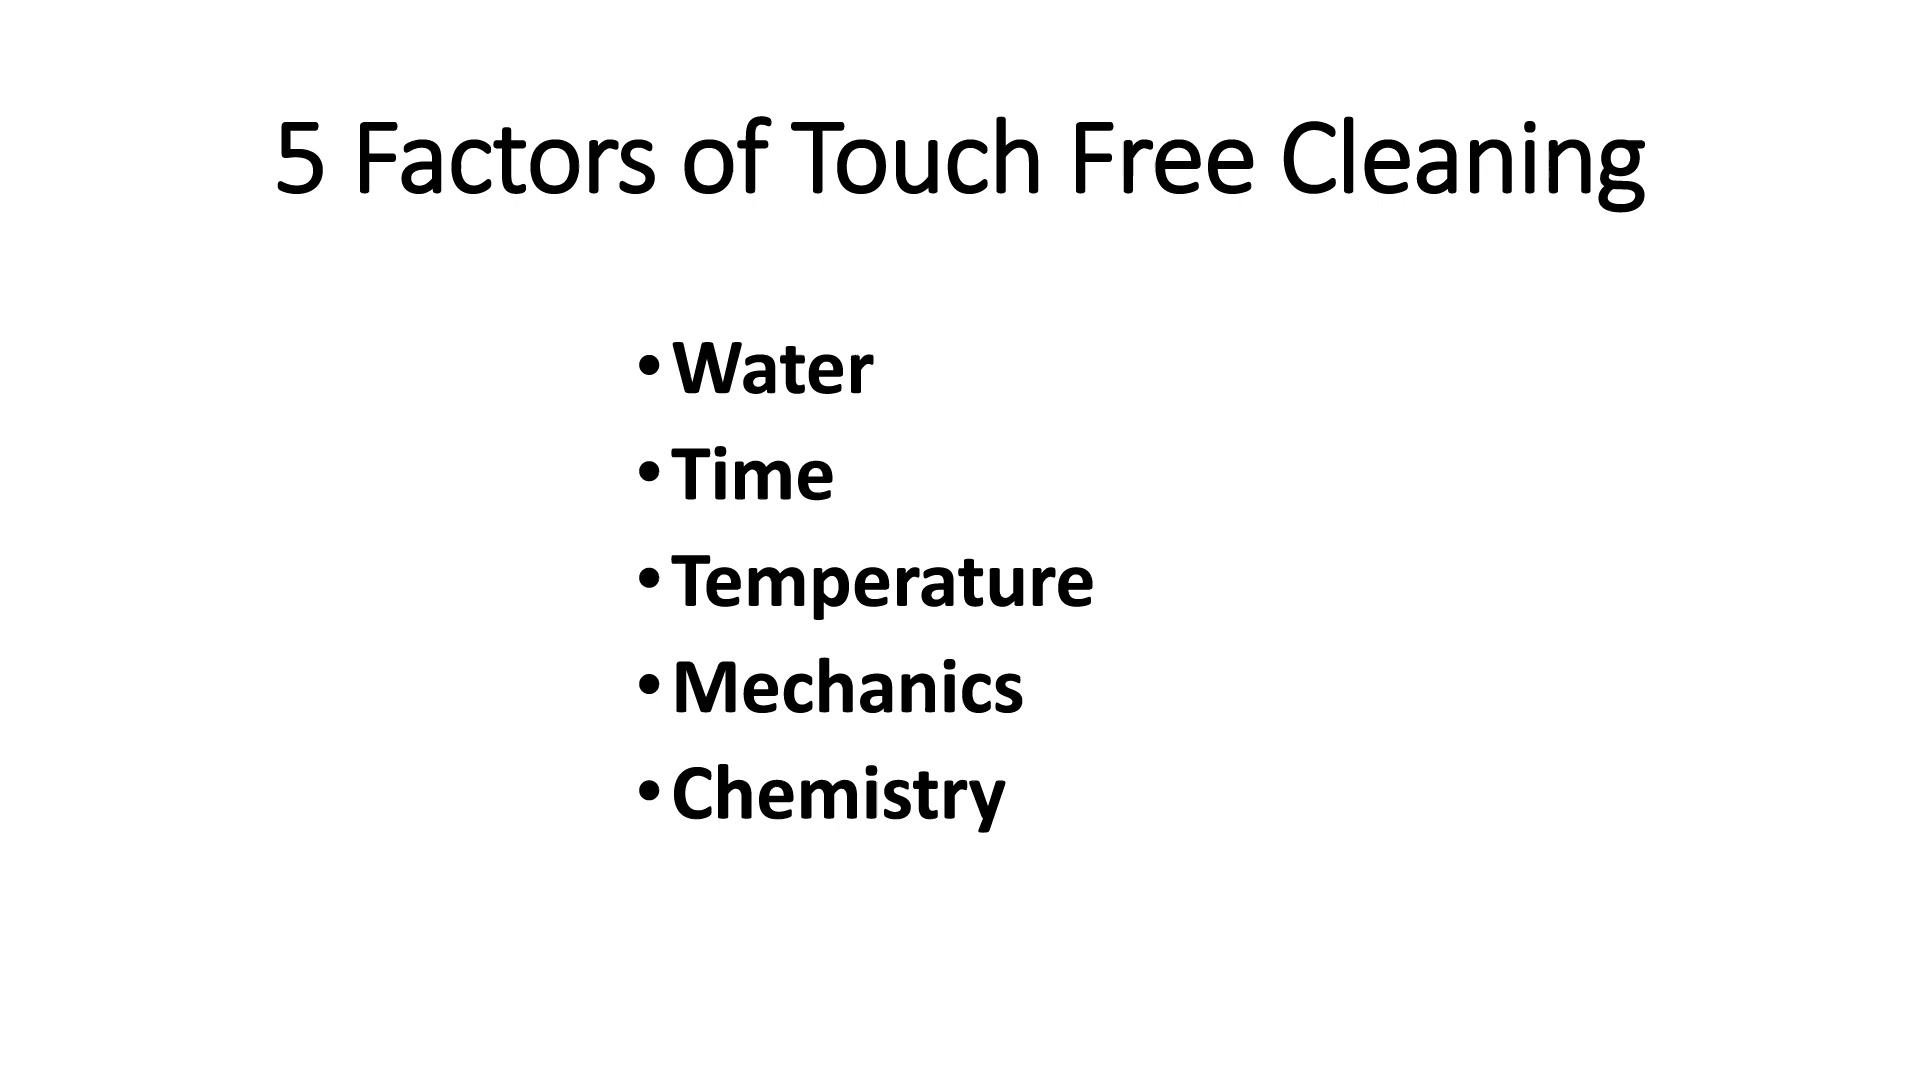 5 Factors of Touch Free Cleaning
• Water
• Time
• Temperature
• Mechanics
• Chemistry